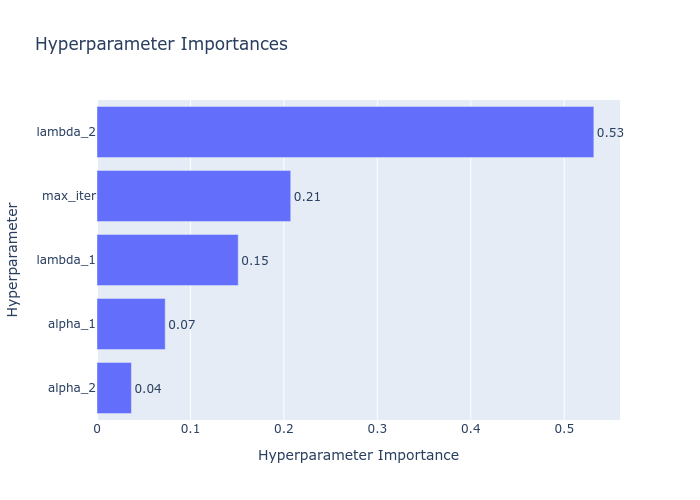 Hyperparameter Importances
Hyperparameter
lambda_2
0.53
max_iter
0.21
lambda_1
0.15
alpha_1
0.07
alpha_2
0.04
0
0.1
0.2
0.3
0.4
0.5
Hyperparameter Importance